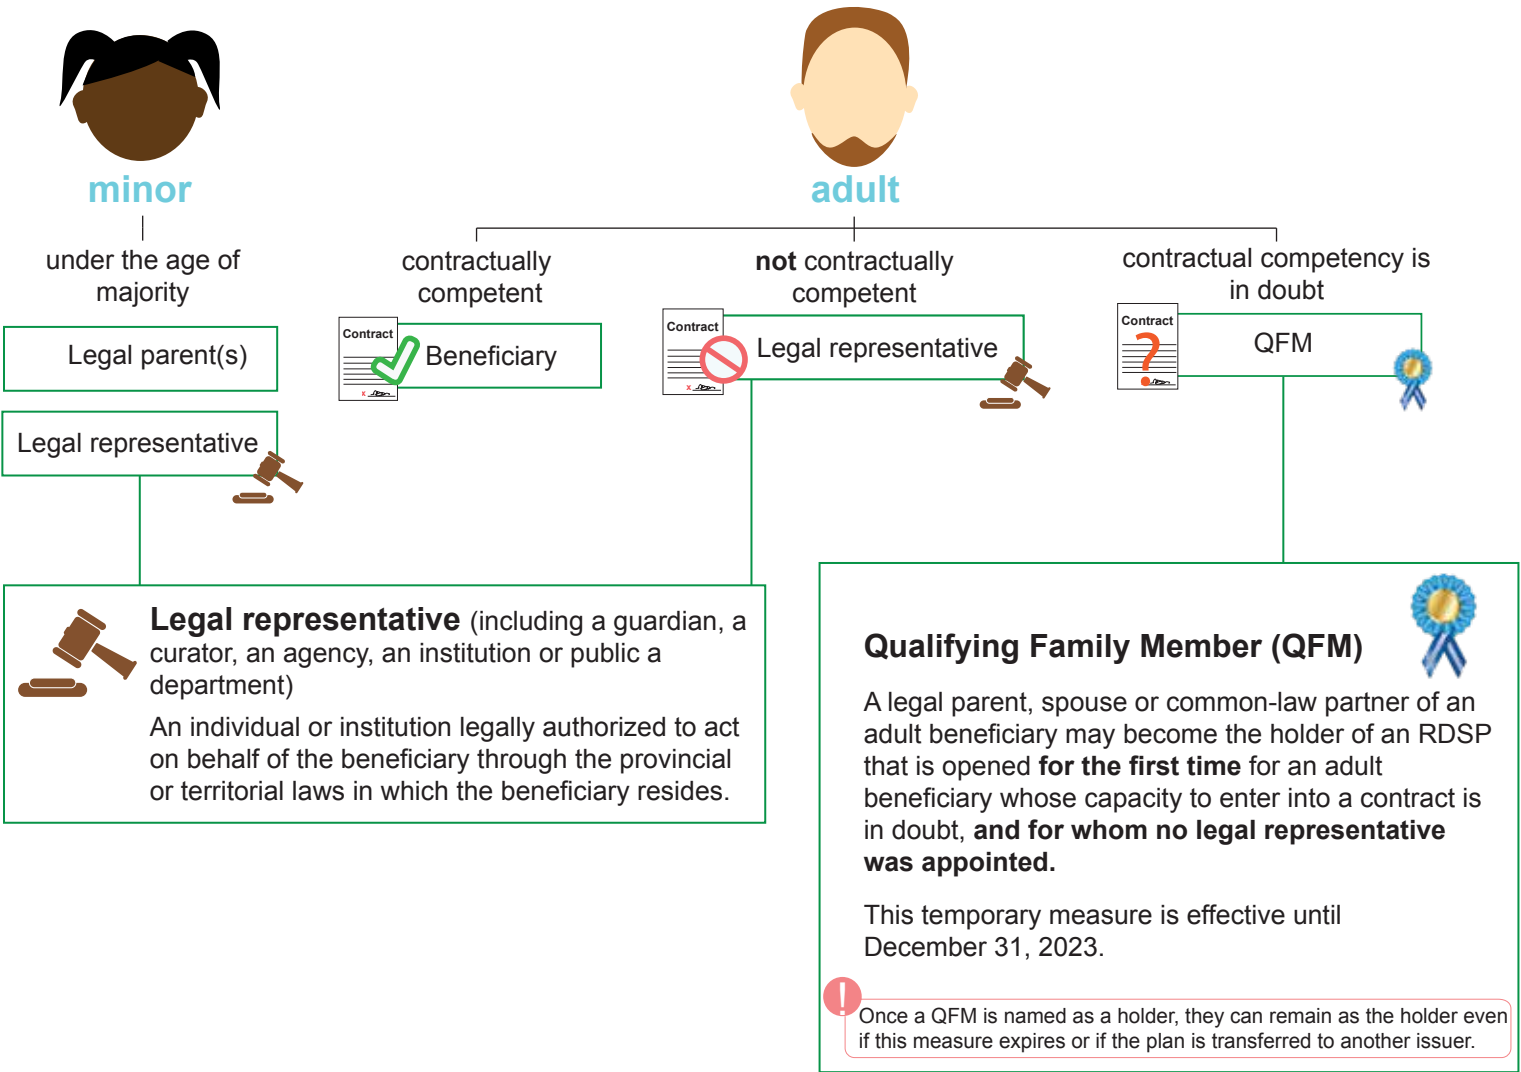 minor
adult
under the age of
majority
contractually
competent
not contractually
competent
contractual competency is
in doubt
Legal parent(s)
Legal representative
Contract
x
Beneficiary
Contract
x
Legal representative
Contract
?
QFM
Legal representative (including a guardian, a
curator, an agency, an institution or public a
department)
An individual or institution legally authorized to act
on behalf of the beneficiary through the provincial
or territorial laws in which the beneficiary resides.
Qualifying Family Member (QFM)
A legal parent, spouse or common-law partner of an
adult beneficiary may become the holder of an RDSP
that is opened for the first time for an adult
beneficiary whose capacity to enter into a contract is
in doubt, and for whom no legal representative
was appointed.
This temporary measure is effective until
December 31, 2023.
!
Once a QFM is named as a holder, they can remain as the holder even
if this measure expires or if the plan is transferred to another issuer.